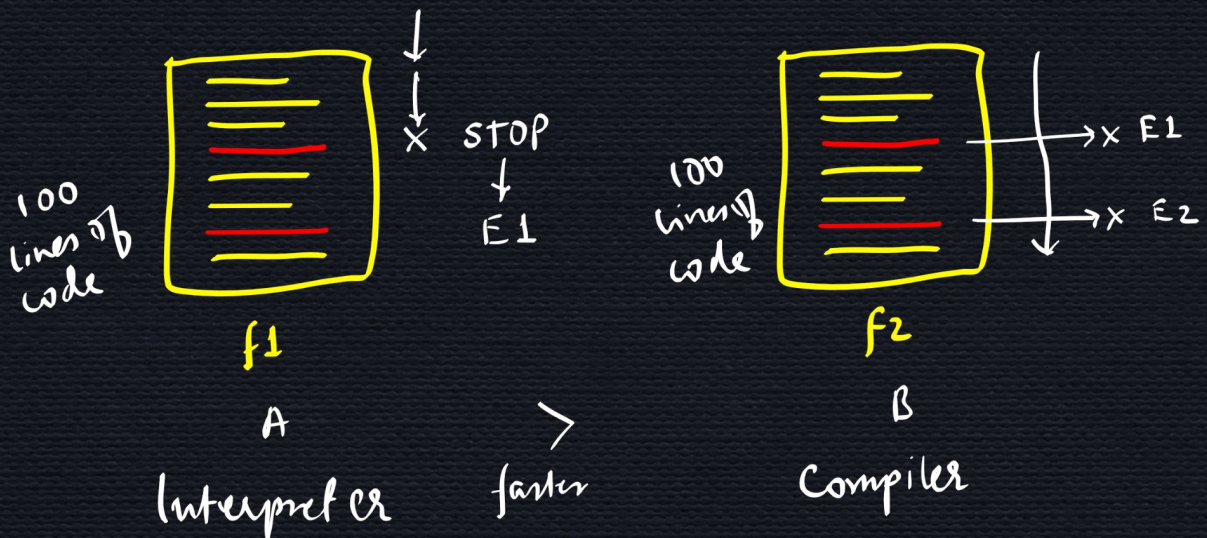 100
lines of
code
X STOP
E1
f1
A
Interpreter
>
faster
100
lines of
code
X E1
X E2
f2
B
Compiler